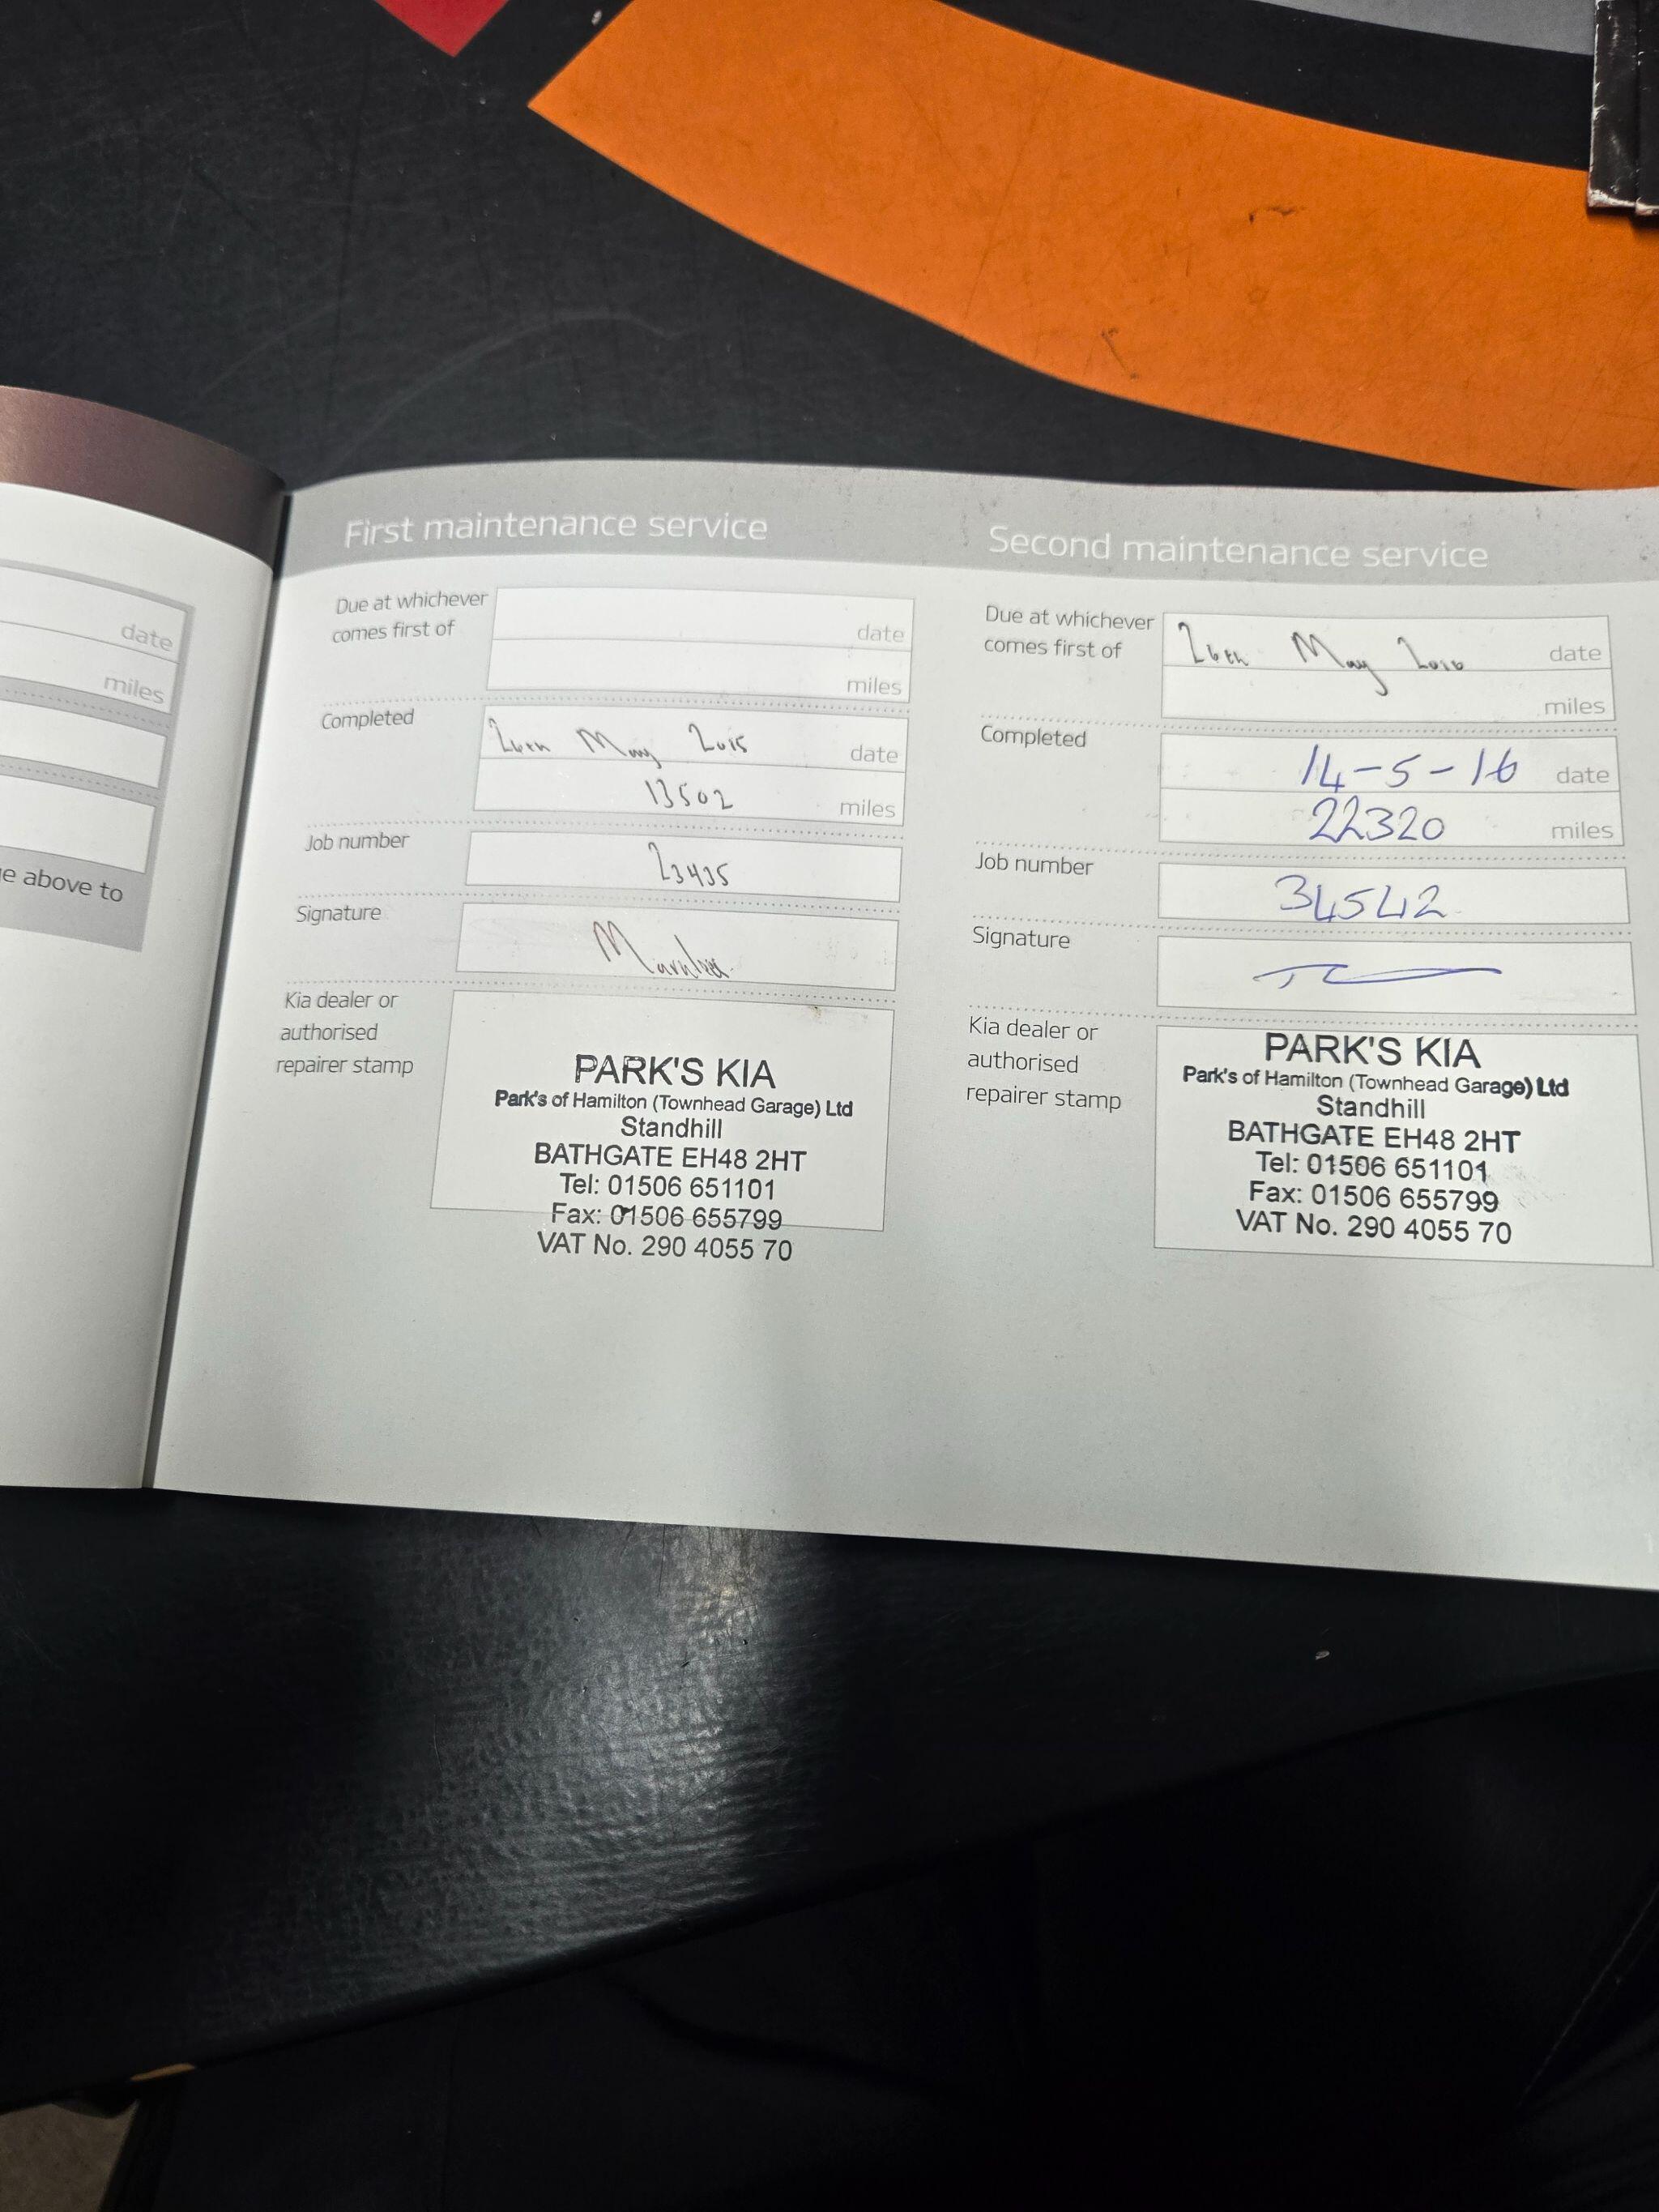 date
miles
e above to
First maintenance service
Due at whichever
comes first of
date
miles
Completed
26th May 2015 date
13502 miles
Job number
23435
Signature
Kia dealer or
authorised
repairer stamp
PARK'S KIA
Park's of Hamilton (Townhead Garage) Ltd
Standhill
BATHGATE EH48 2HT
Tel: 01506 651101
Fax: 01506 655799
VAT No. 290 4055 70
Second maintenance service
Due at whichever
comes first of
26th May 2016 date
miles
Completed
14-5-16 date
22320 miles
Job number
34542
Signature
Kia dealer or
authorised
repairer stamp
PARK'S KIA
Park's of Hamilton (Townhead Garage) Ltd
Standhill
BATHGATE EH48 2HT
Tel: 01506 651101
Fax: 01506 655799
VAT No. 290 4055 70